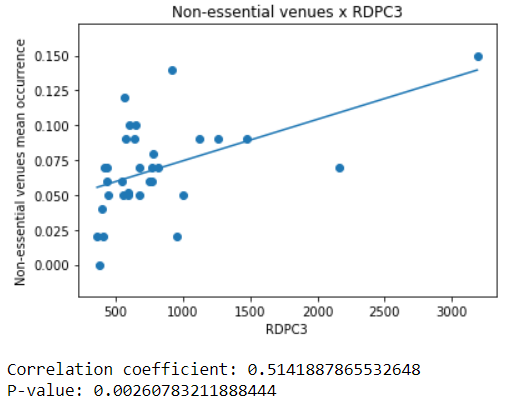 Non-essential venues x RDPC3
Non-essential venues mean occurrence
0.150
0.125
0.100
0.075
0.050
0.025
0.000
500
1000
1500
2000
2500
3000
RDPC3
Correlation coefficient: 0.5141887865532648
P-value: 0.00260783211888444